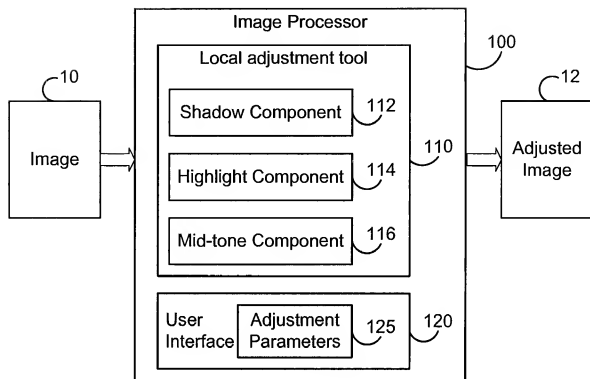 Image Processor
100
Local adjustment tool
10
12
Shadow Component
112
110
Image
Highlight Component
114
Adjusted
Image
Mid-tone Component
116
User
Interface
Adjustment
Parameters
125
120